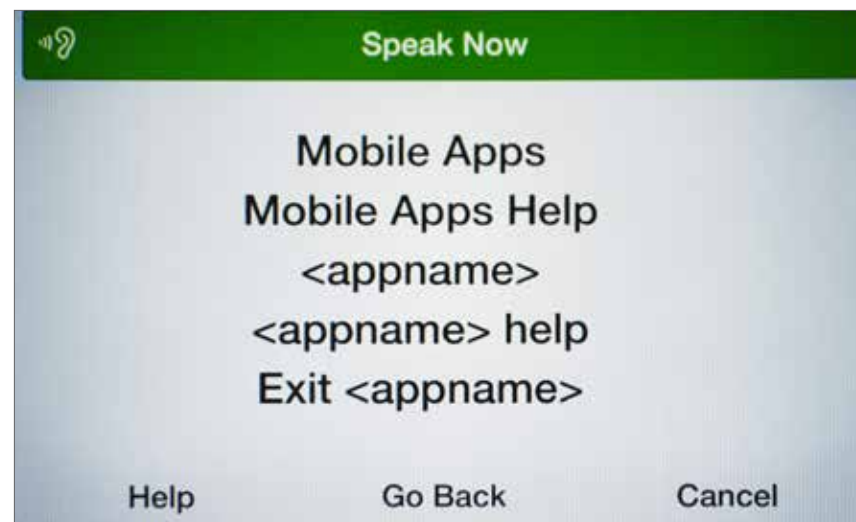 Speak Now
Mobile Apps
Mobile Apps Help
<appname>
<appname> help
Exit <appname>
Help Go Back Cancel